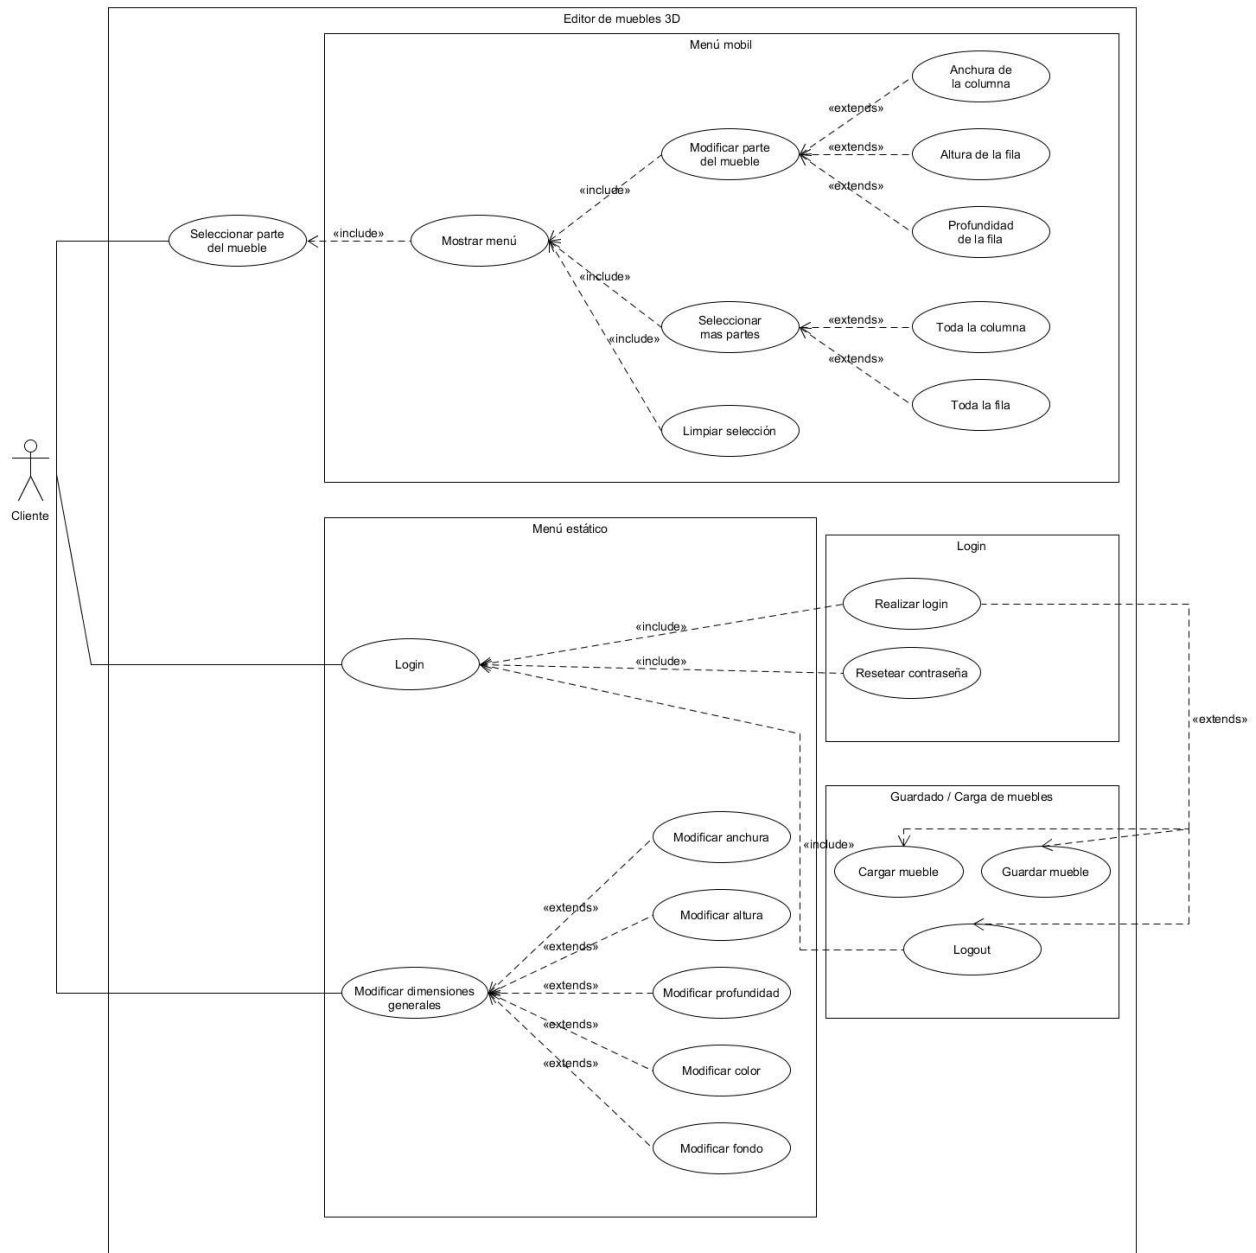 Editor de muebles 3D
Menú mobil
Anchura de
la columna
«extends»
Modificar parte
del mueble
«extends»
Altura de la fila
«extends»
«include»
Profundidad
de la fila
Seleccionar parte
del mueble
«include»
Mostrar menú
«include»
Seleccionar
mas partes
«extends»
Toda la columna
«include»
«extends»
Toda la fila
Limpiar selección
Cliente
Menú estático
Login
Realizar login
«include»
Login
«include»
Resetear contraseña
«extends»
Guardado / Carga de muebles
Modificar anchura
«include»
Cargar mueble
Guardar mueble
«extends»
Modificar altura
«extends»
Logout
Modificar dimensiones
generales
«extends»
Modificar profundidad
«extends»
«extends»
Modificar color
Modificar fondo